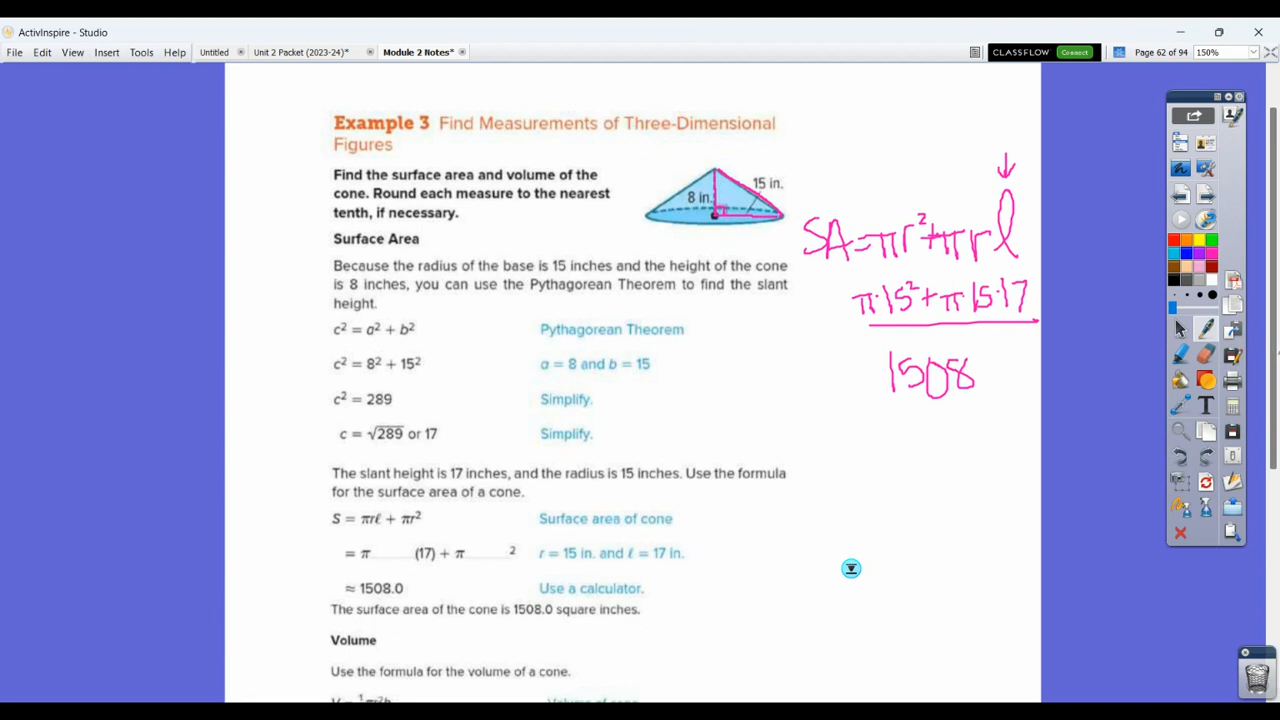 ActivInspire - Studio
File Edit View Insert Tools Help
Untitled
Unit 2 Packet (2023-24)*
Module 2 Notes*
CLASSFLOW Connect
Page 62 of 94
150%
Example 3 Find Measurements of Three-Dimensional
Figures
Find the surface area and volume of the
cone. Round each measure to the nearest
tenth, if necessary.
8 in.
15 in.
Surface Area
Because the radius of the base is 15 inches and the height of the cone
is 8 inches, you can use the Pythagorean Theorem to find the slant
height.
c² = a² + b² Pythagorean Theorem
c² = 8² + 15² a = 8 and b = 15
c² = 289 Simplify.
c = √289 or 17 Simplify.
The slant height is 17 inches, and the radius is 15 inches. Use the formula
for the surface area of a cone.
S = πrℓ + πr² Surface area of cone
= π (17) + π ² r = 15 in. and ℓ = 17 in.
≈ 1508.0 Use a calculator.
The surface area of the cone is 1508.0 square inches.
Volume
Use the formula for the volume of a cone.
SA=πr²+πrl
π·15²+π·15·17
1508